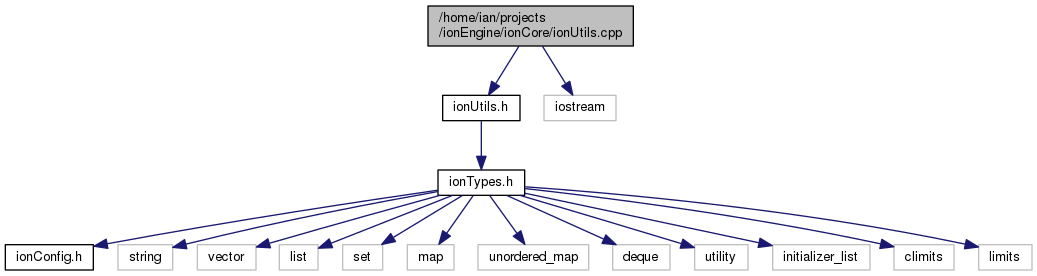 /home/ian/projects
/ionEngine/ionCore/ionUtils.cpp
ionUtils.h
iostream
ionTypes.h
ionConfig.h
string
vector
list
set
map
unordered_map
deque
utility
initializer_list
climits
limits